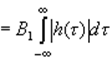 = B₁ ∫_{-∞}^{∞} |h(τ)| dτ